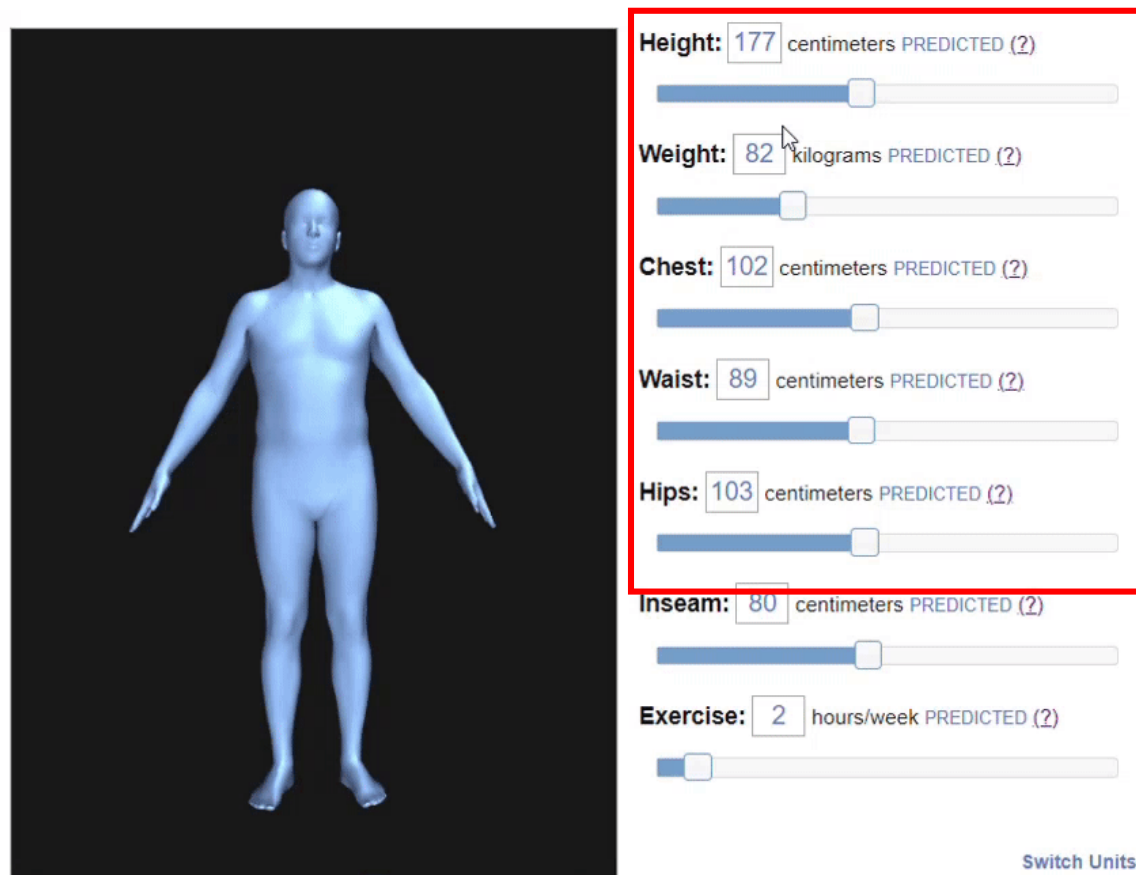 Height: 177 centimeters PREDICTED (?)
Weight: 82 kilograms PREDICTED (?)
Chest: 102 centimeters PREDICTED (?)
Waist: 89 centimeters PREDICTED (?)
Hips: 103 centimeters PREDICTED (?)
Inseam: 80 centimeters PREDICTED (?)
Exercise: 2 hours/week PREDICTED (?)
Switch Units